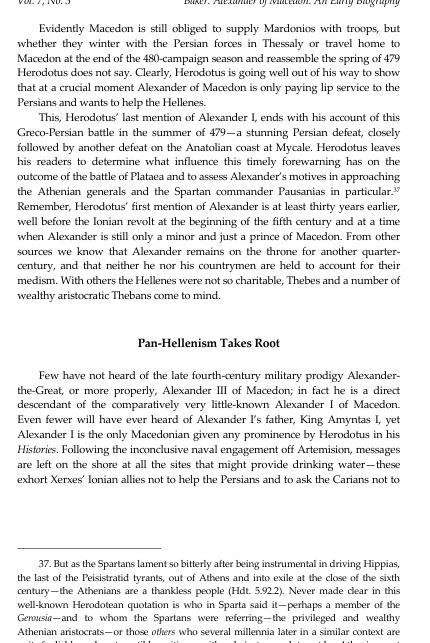 Vol. 7, No. 3 Baker: Alexander of Macedon: An Early Biography
Evidently Macedon is still obliged to supply Mardonios with troops, but
whether they winter with the Persian forces in Thessaly or travel home to
Macedon at the end of the 480-campaign season and reassemble the spring of 479
Herodotus does not say. Clearly, Herodotus is going well out of his way to show
that at a crucial moment Alexander of Macedon is only paying lip service to the
Persians and wants to help the Hellenes.
This, Herodotus’ last mention of Alexander I, ends with his account of this
Greco-Persian battle in the summer of 479—a stunning Persian defeat, closely
followed by another defeat on the Anatolian coast at Mycale. Herodotus leaves
his readers to determine what influence this timely forewarning has on the
outcome of the battle of Plataea and to assess Alexander’s motives in approaching
the Athenian generals and the Spartan commander Pausanias in particular.37
Remember, Herodotus’ first mention of Alexander is at least thirty years earlier,
well before the Ionian revolt at the beginning of the fifth century and at a time
when Alexander is still only a minor and just a prince of Macedon. From other
sources we know that Alexander remains on the throne for another quarter-
century, and that neither he nor his countrymen are held to account for their
medism. With others the Hellenes were not so charitable, Thebes and a number of
wealthy aristocratic Thebans come to mind.
Pan-Hellenism Takes Root
Few have not heard of the late fourth-century military prodigy Alexander-
the-Great, or more properly, Alexander III of Macedon; in fact he is a direct
descendant of the comparatively very little-known Alexander I of Macedon.
Even fewer will have ever heard of Alexander I’s father, King Amyntas I, yet
Alexander I is the only Macedonian given any prominence by Herodotus in his
Histories. Following the inconclusive naval engagement off Artemision, messages
are left on the shore at all the sites that might provide drinking water—these
exhort Xerxes’ Ionian allies not to help the Persians and to ask the Carians not to
37. But as the Spartans lament so bitterly after being instrumental in driving Hippias,
the last of the Peisistratid tyrants, out of Athens and into exile at the close of the sixth
century—the Athenians are a thankless people (Hdt. 5.92.2). Never made clear in this
well-known Herodotean quotation is who in Sparta said it—perhaps a member of the
Gerousia—and to whom the Spartans were referring—the privileged and wealthy
Athenian aristocrats—or those others who several millennia later in a similar context are